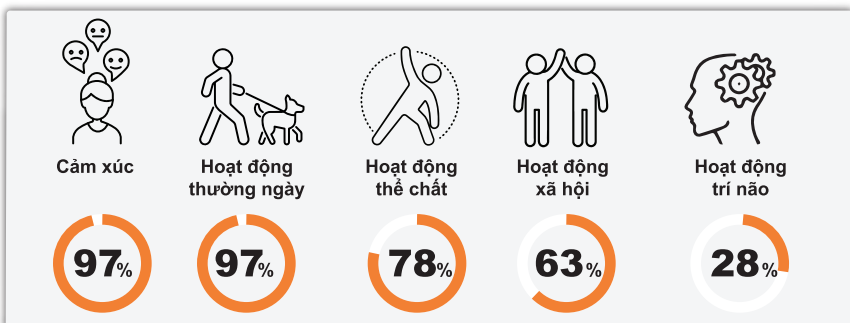 Cảm xúc
Hoạt động
thường ngày
Hoạt động
thể chất
Hoạt động
xã hội
Hoạt động
trí não
97%
97%
78%
63%
28%